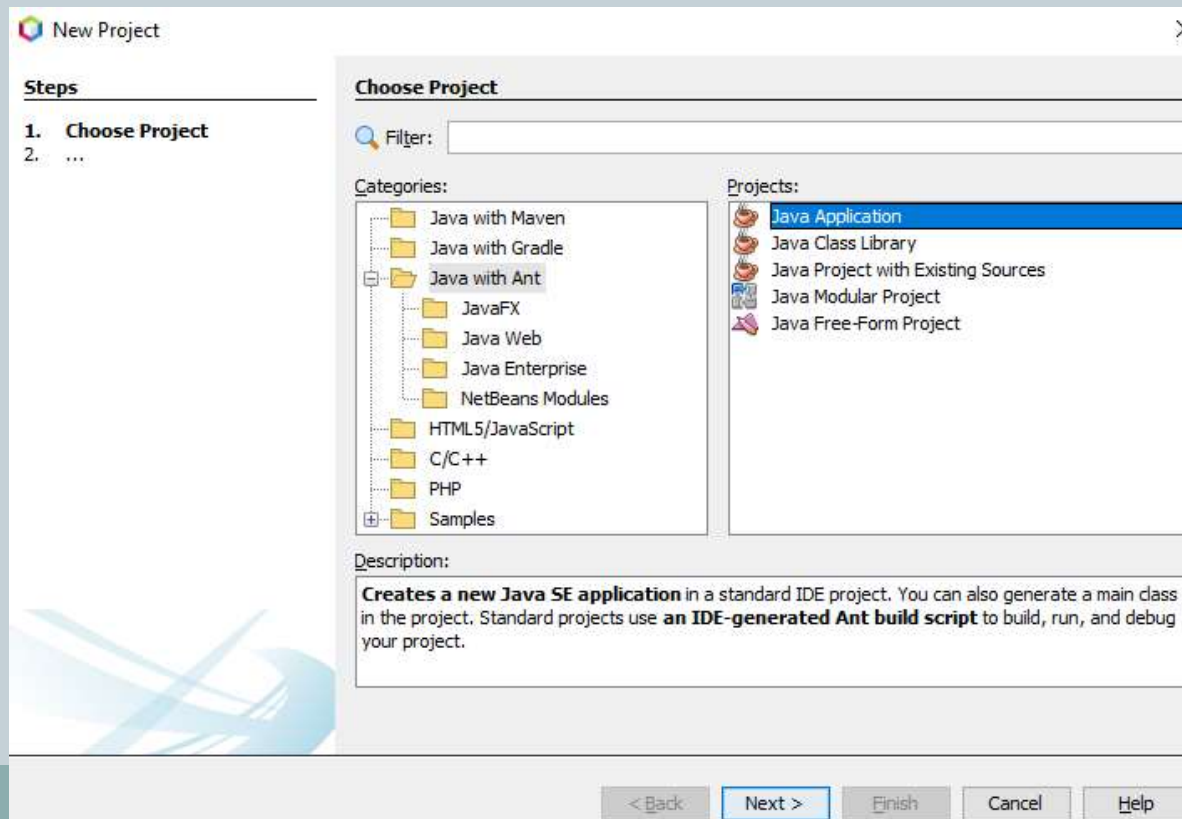 New Project
Steps
1. Choose Project
2. ...
Choose Project
Filter:
Categories:
Java with Maven
Java with Gradle
Java with Ant
JavaFX
Java Web
Java Enterprise
NetBeans Modules
HTML5/JavaScript
C/C++
PHP
Samples
Projects:
Java Application
Java Class Library
Java Project with Existing Sources
Java Modular Project
Java Free-Form Project
Description:
Creates a new Java SE application in a standard IDE project. You can also generate a main class
in the project. Standard projects use an IDE-generated Ant build script to build, run, and debug
your project.
< Back
Next >
Finish
Cancel
Help